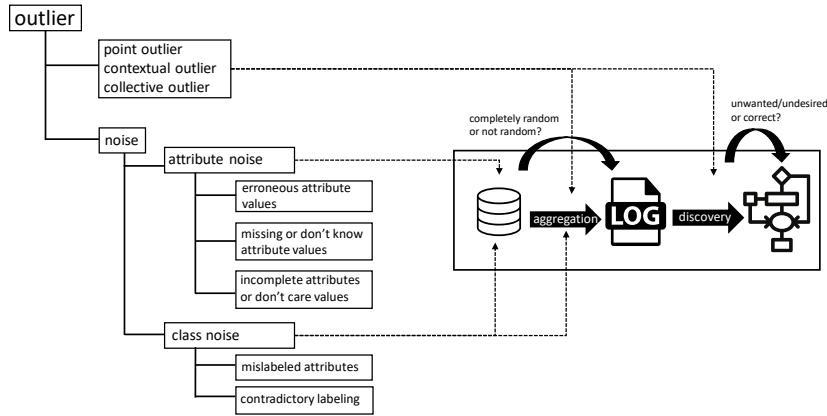 outlier
point outlier
contextual outlier
collective outlier
noise
attribute noise
erroneous attribute
values
missing or don't know
attribute values
incomplete attributes
or don't care values
class noise
mislabeled attributes
contradictory labeling
completely random
or not random?
unwanted/undesired
or correct?
aggregation
LOG
discovery